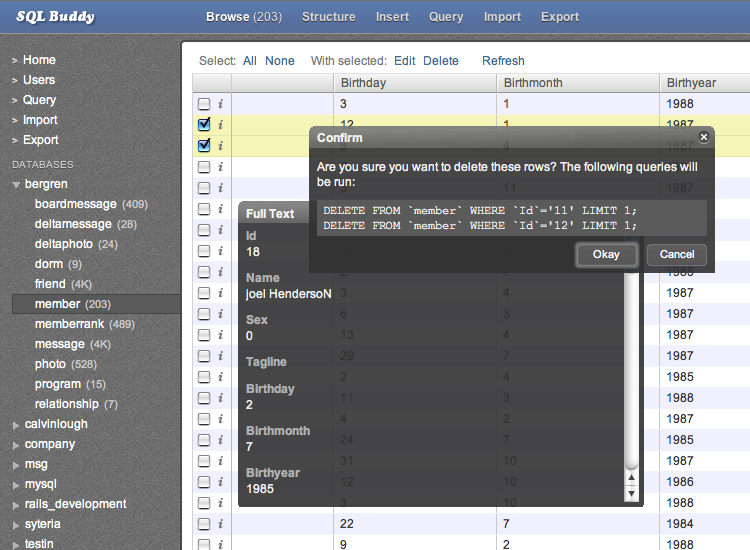 SQL Buddy
Browse (203) Structure Insert Query Import Export
> Home
> Users
> Query
> Import
> Export
DATABASES
bergren
boardmessage (409)
deltamessage (28)
deltaphoto (24)
dorm (9)
friend (4K)
member (203)
memberrank (489)
message (4K)
photo (528)
program (15)
relationship (7)
calvinlough
company
msg
mysql
rails_development
syteria
testin
Select: All None With selected: Edit Delete Refresh
Birthday Birthmonth Birthyear
i 3 1 1988
i 12 1 1987
i 1987
i 1987
i 11 1987
i
i
i
i 2 1985
i 3 4 1987
i 6 3 1987
i 13 4 1987
i 29 7 1987
i 2 4 1985
i 11 3 1988
i 4 2 1987
i 24 7 1985
i 31 10 1987
i 12 10 1986
i 3 10 1988
i 22 7 1984
i 9 2 1988
Confirm
Are you sure you want to delete these rows? The following queries will
be run:
DELETE FROM `member` WHERE `Id`='11' LIMIT 1;
DELETE FROM `member` WHERE `Id`='12' LIMIT 1;
Okay Cancel
Full Text
Id
18
Name
joel HendersoN
Sex
0
Tagline
Birthday
2
Birthmonth
7
Birthyear
1985